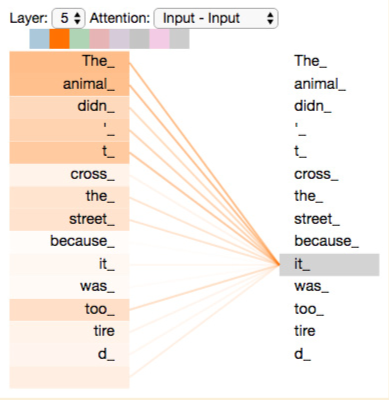 Layer: 5 Attention: Input - Input
The_ The_
animal_ animal_
didn_ didn_
'_ '_
t_ t_
cross_ cross_
the_ the_
street_ street_
because_ because_
it_ it_
was_ was_
too_ too_
tire tire
d_ d_